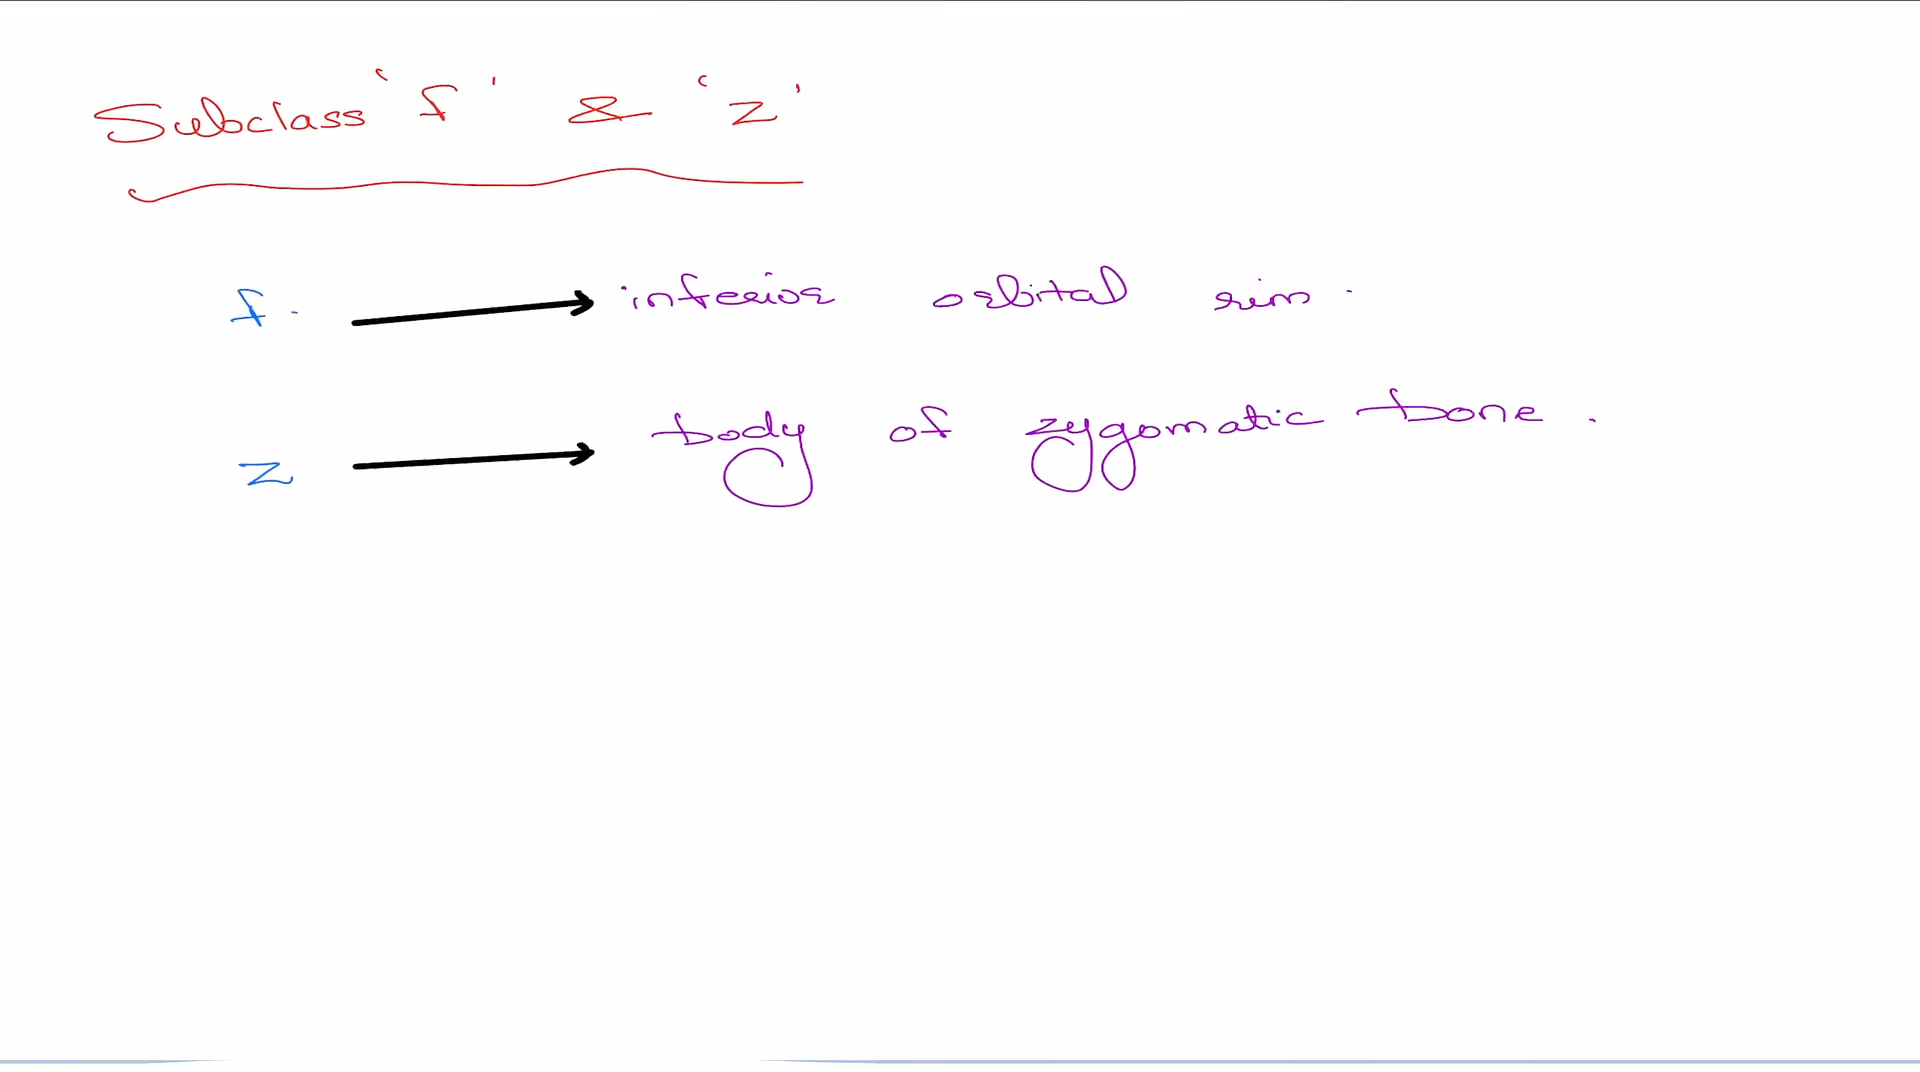 Subclass 'f' & 'z'
f. → inferior orbital rim.
z → body of zygomatic bone.